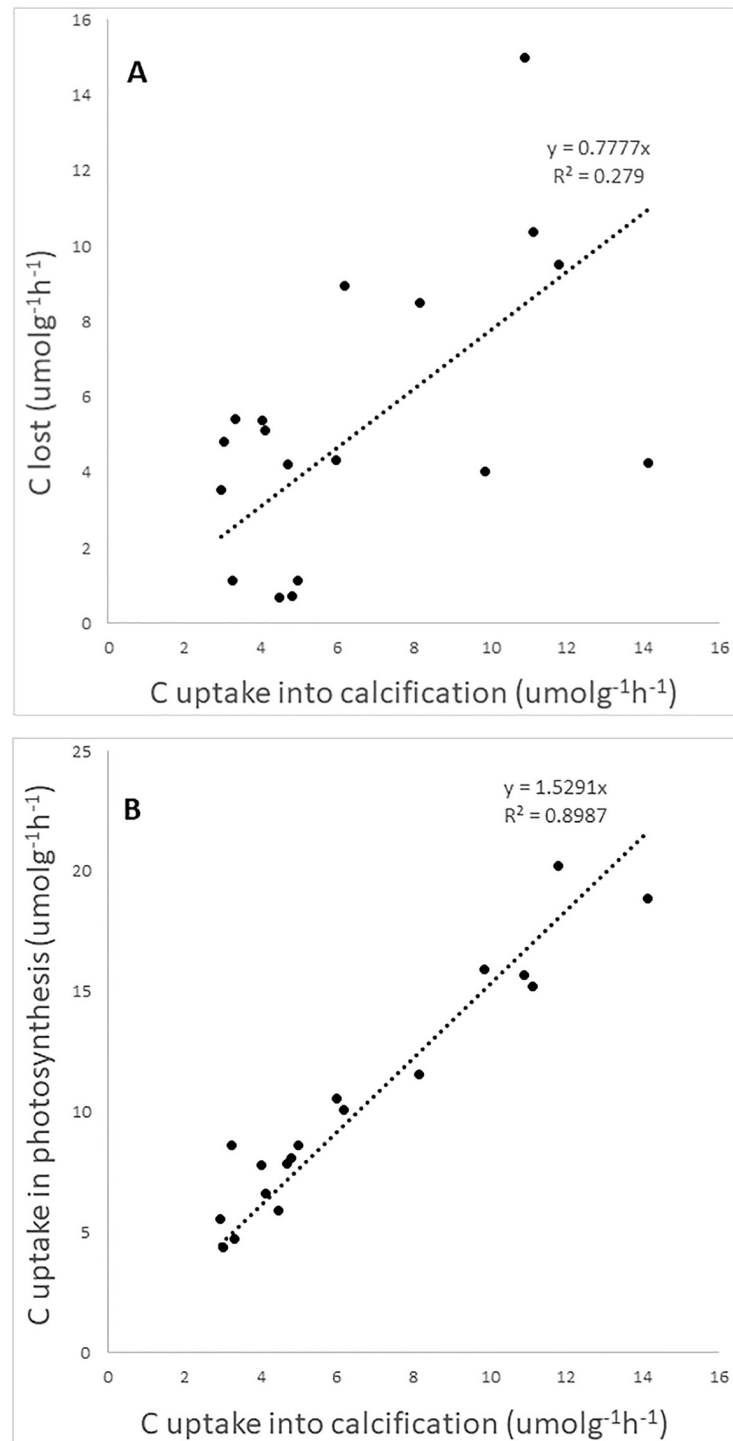 A
y = 0.7777x
R² = 0.279
16
14
12
10
8
6
4
2
0
C lost (umolg⁻¹h⁻¹)
0 2 4 6 8 10 12 14 16
C uptake into calcification (umolg⁻¹h⁻¹)
B
y = 1.5291x
R² = 0.8987
25
20
15
10
5
0
C uptake in photosynthesis (umolg⁻¹h⁻¹)
0 2 4 6 8 10 12 14 16
C uptake into calcification (umolg⁻¹h⁻¹)